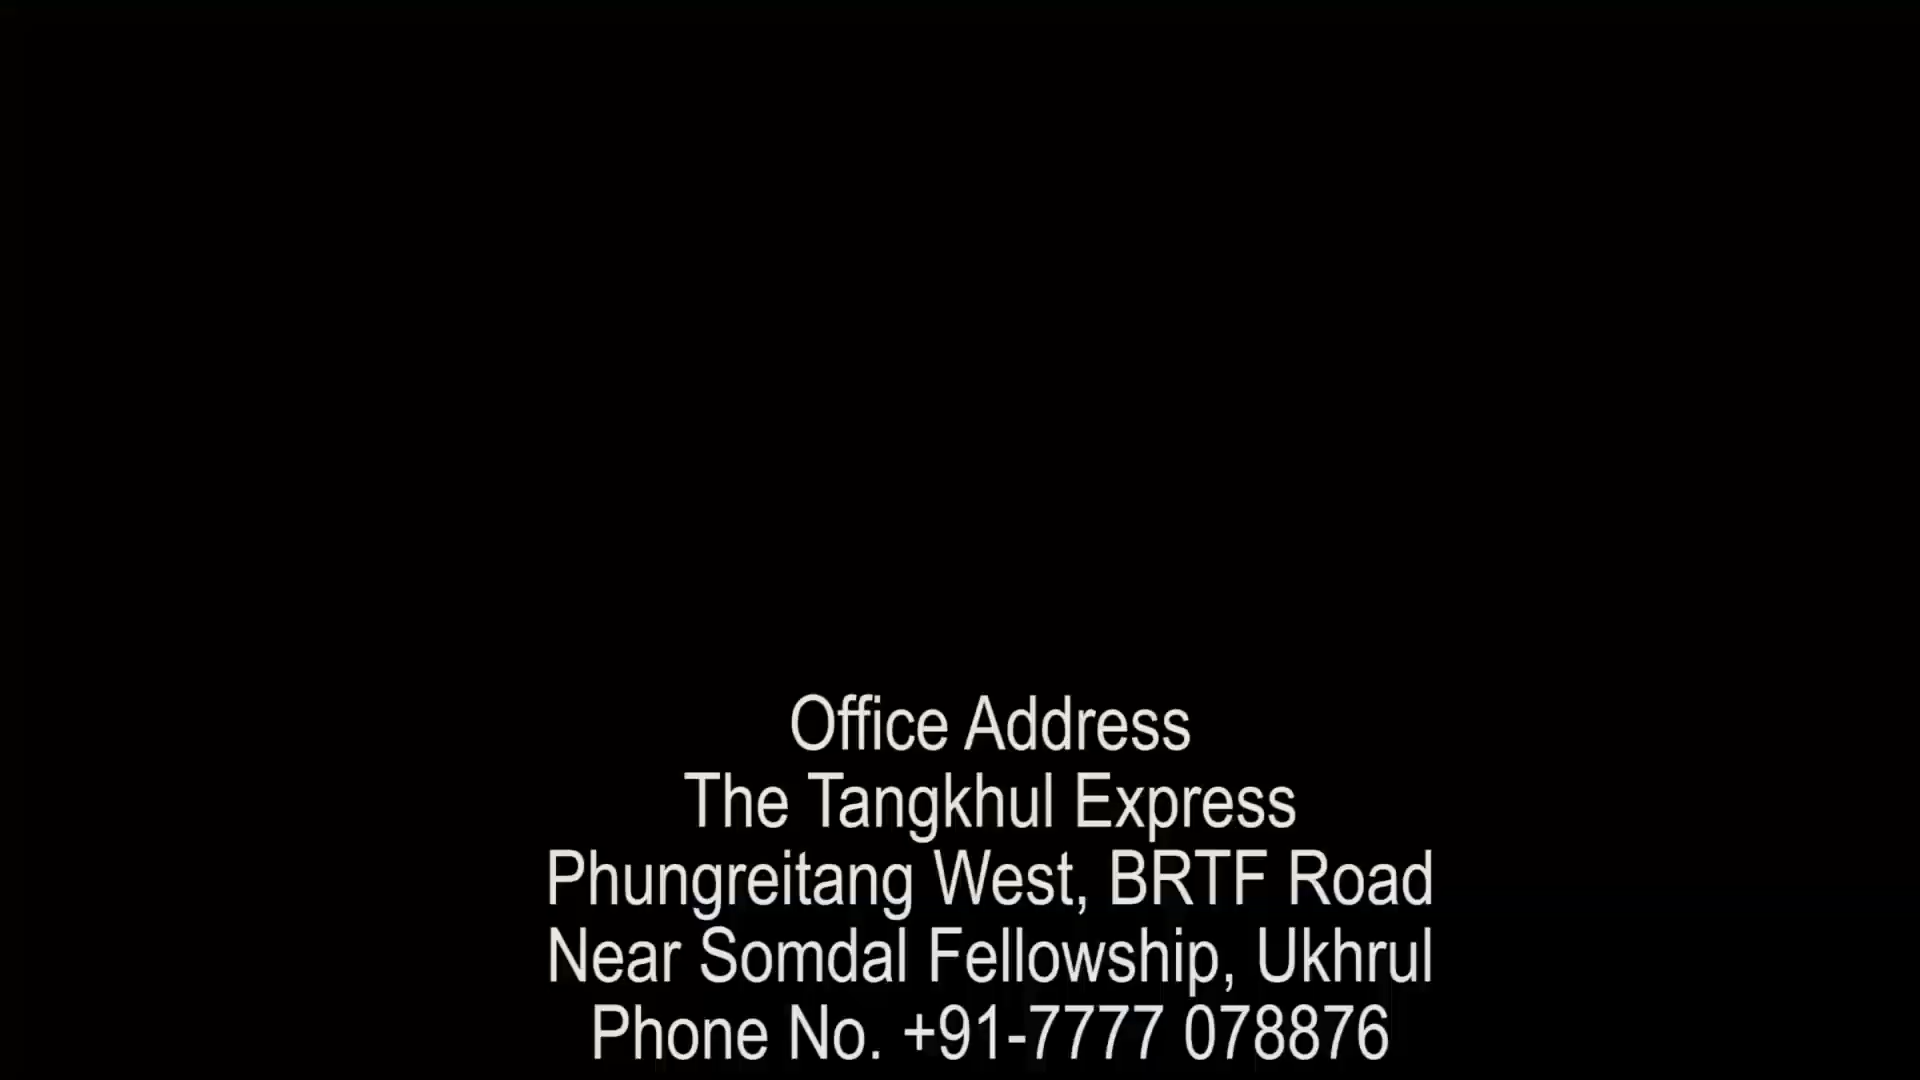 Office Address
The Tangkhul Express
Phungreitang West, BRTF Road
Near Somdal Fellowship, Ukhrul
Phone No. +91-7777 078876